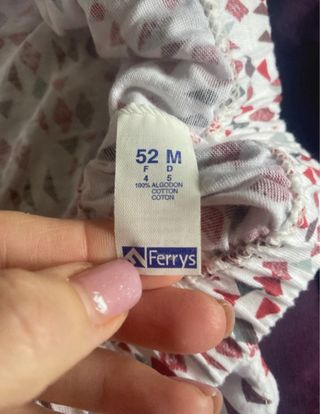 52 M
F D
4 5
100% ALGODON
COTTON
COTON
Ferrys